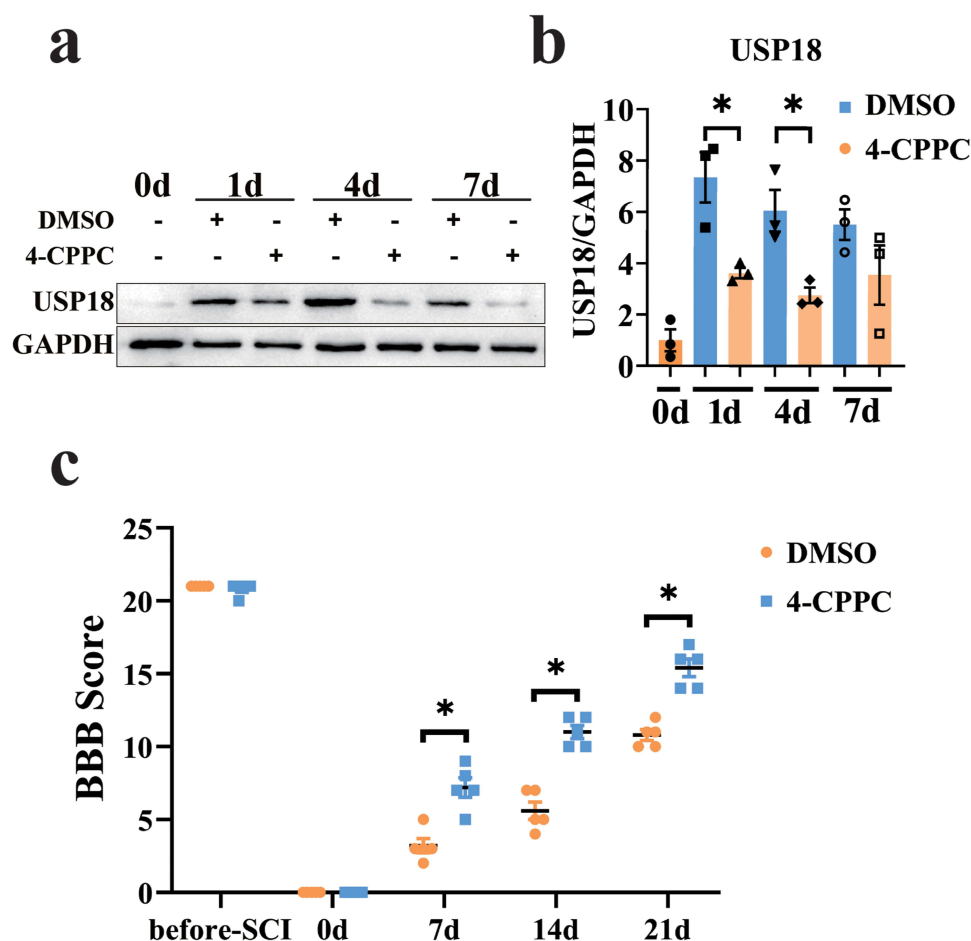 a
0d 1d 4d 7d
DMSO - + - + - + -
4-CPPC - - + - + - +
USP18
GAPDH
b
USP18
DMSO
4-CPPC
USP18/GAPDH
10
8
6
4
2
0
* *
0d 1d 4d 7d
c
BBB Score
25
20
15
10
5
0
DMSO
4-CPPC
* * *
before-SCI 0d 7d 14d 21d